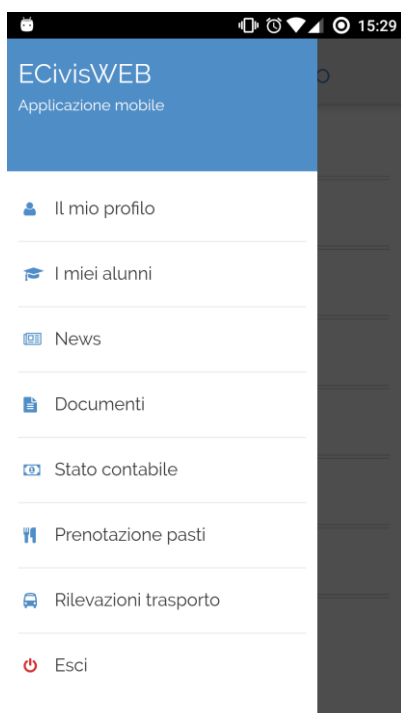 15:29
ECivisWEB
Applicazione mobile
Il mio profilo
I miei alunni
News
Documenti
Stato contabile
Prenotazione pasti
Rilevazioni trasporto
Esci